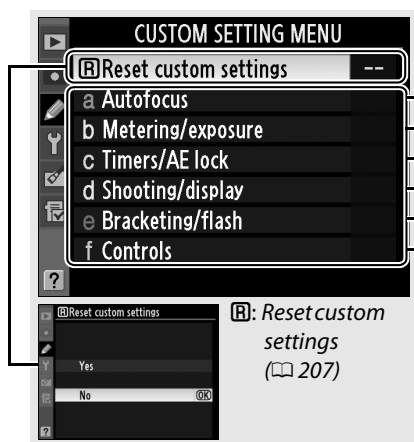 CUSTOM SETTING MENU
R Reset custom settings --
a Autofocus
b Metering/exposure
c Timers/AE lock
d Shooting/display
e Bracketing/flash
f Controls
?
R Reset custom settings
Yes
No OK
?
R: Reset custom
settings
(207)